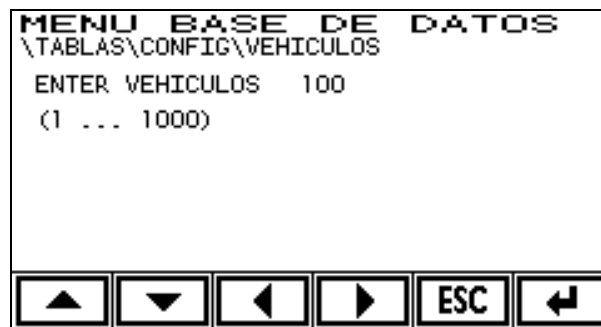 MENU BASE DE DATOS
\TABLAS\CONFIG\VEHICULOS
ENTER VEHICULOS 100
(1 ... 1000)
ESC